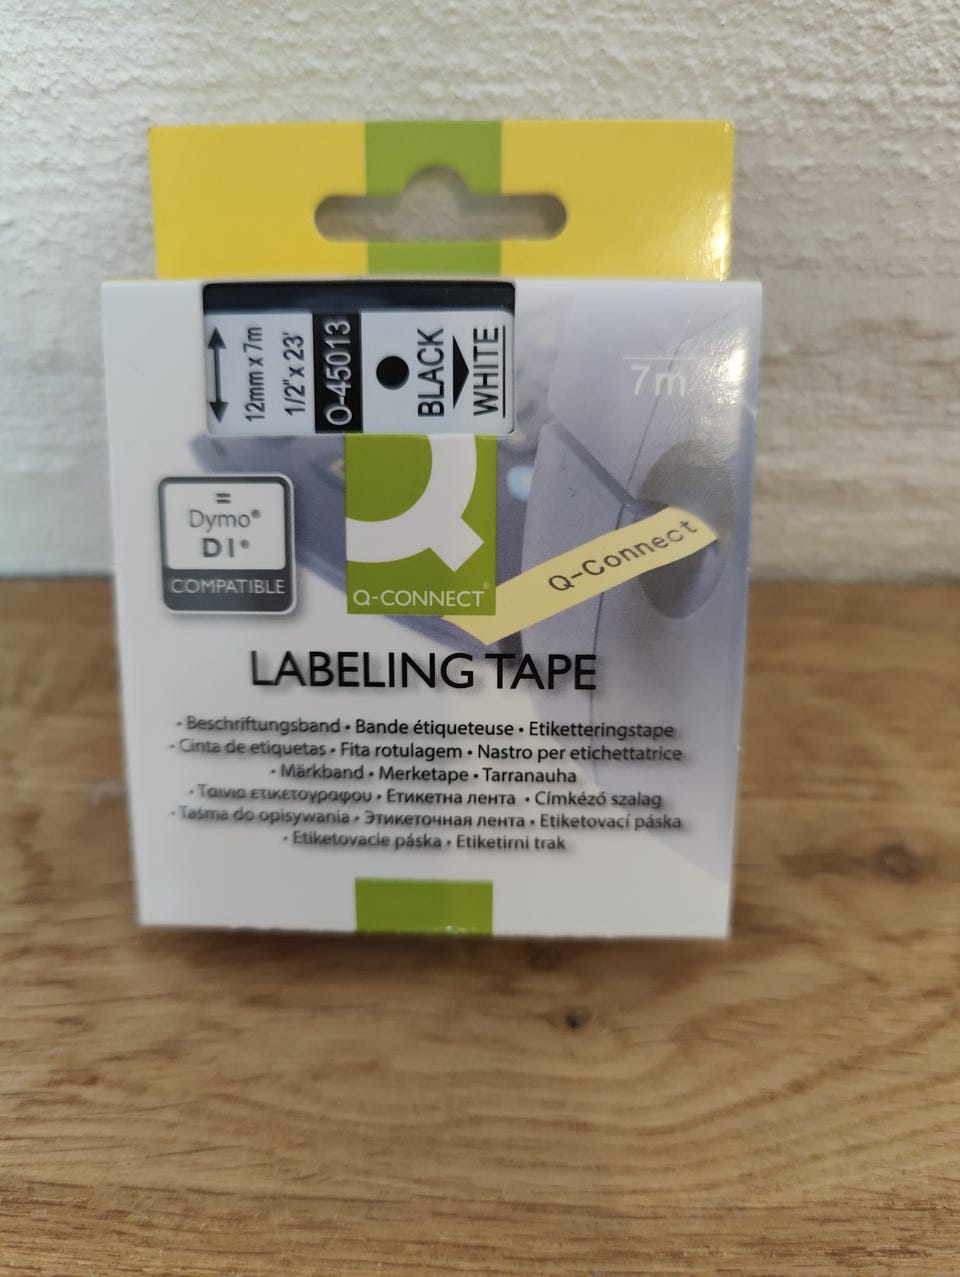 12mm x 7m
1/2" x 23'
O-45013
BLACK
WHITE
7m
=
Dymo®
D1®
COMPATIBLE
Q-CONNECT®
Q-Connect
LABELING TAPE
• Beschriftungsband • Bande étiqueteuse • Etiketteringstape
• Cinta de etiquetas • Fita rotulagem • Nastro per etichettatrice
• Märkband • Merketape • Tarranauha
• Ταινια ετικετογραφου • Етикетна лента • Címkéző szalag
• Taśma do opisywania • Этикеточная лента • Etiketovací páska
• Etiketovacie páska • Etiketirni trak